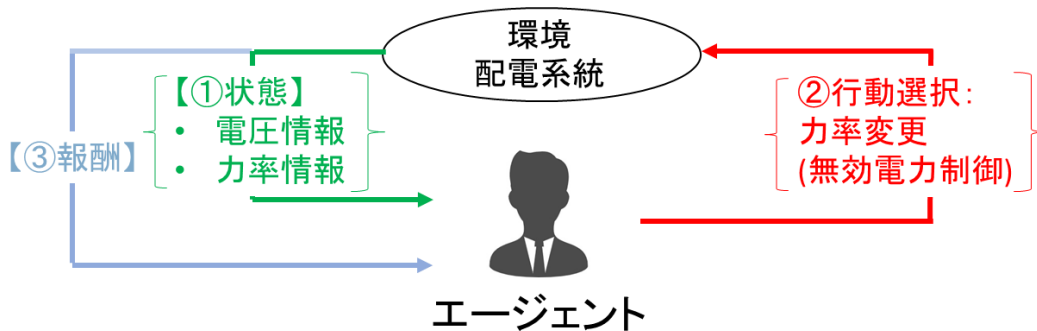 環境
配電系統
【①状態】
• 電圧情報
• 力率情報
【③報酬】
②行動選択:
力率変更
(無効電力制御)
エージェント